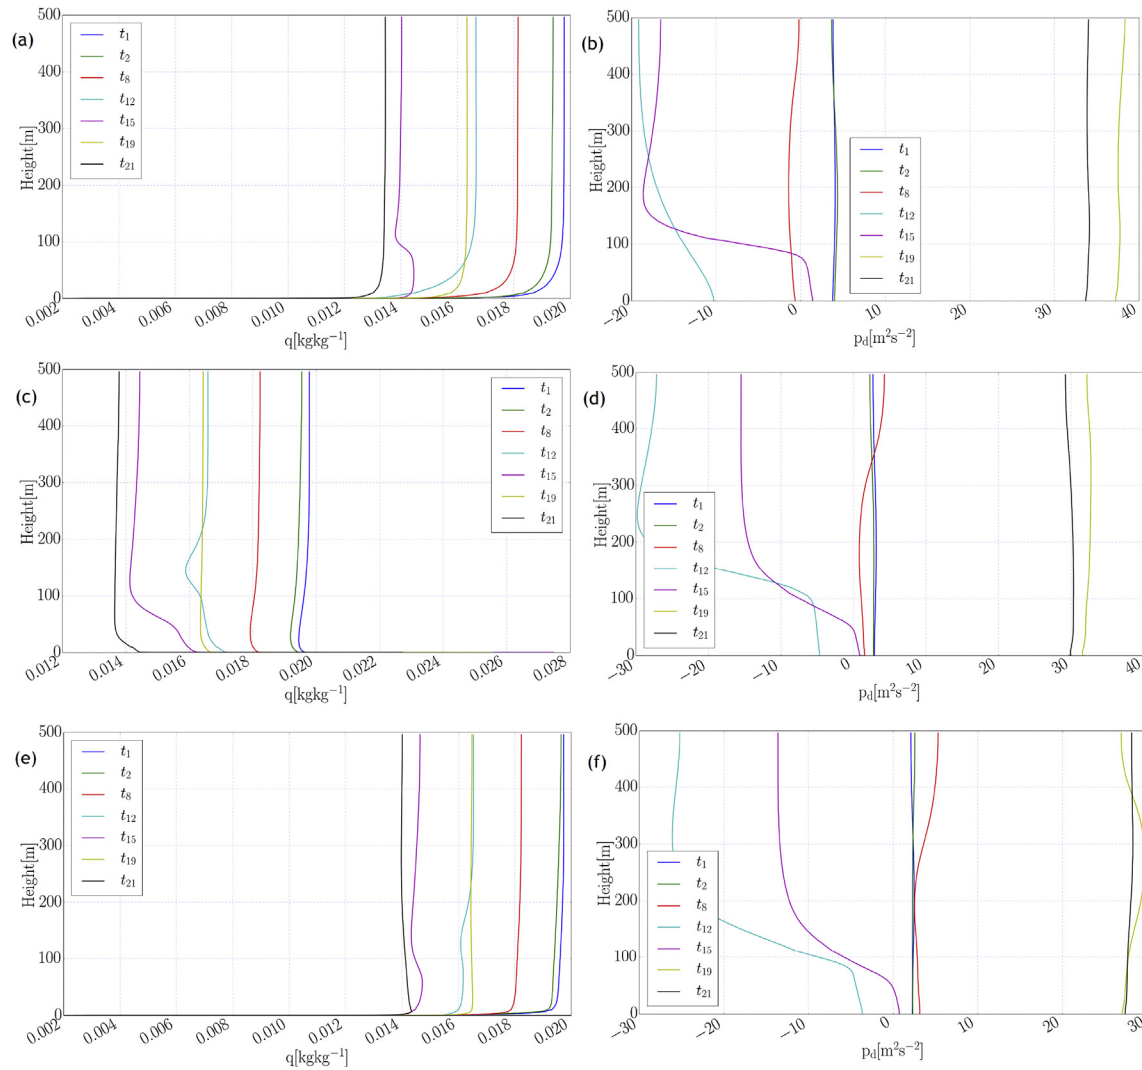 (a)
500
400
300
200
100
0
Height[m]
t1
t2
t8
t12
t15
t19
t21
0.002
0.004
0.006
0.008
0.010
0.012
0.014
0.016
0.018
0.020
q[kgkg−1]
(b)
500
400
300
200
100
0
Height[m]
t1
t2
t8
t12
t15
t19
t21
−20
−10
0
10
20
30
40
pd[m2s−2]
(c)
500
400
300
200
100
0
Height[m]
t1
t2
t8
t12
t15
t19
t21
0.012
0.014
0.016
0.018
0.020
0.022
0.024
0.026
0.028
q[kgkg−1]
(d)
500
400
300
200
100
0
Height[m]
t1
t2
t8
t12
t15
t19
t21
−30
−20
−10
0
10
20
30
40
pd[m2s−2]
(e)
500
400
300
200
100
0
Height[m]
t1
t2
t8
t12
t15
t19
t21
0.002
0.004
0.006
0.008
0.010
0.012
0.014
0.016
0.018
0.020
q[kgkg−1]
(f)
500
400
300
200
100
0
Height[m]
t1
t2
t8
t12
t15
t19
t21
−30
−20
−10
0
10
20
30
pd[m2s−2]